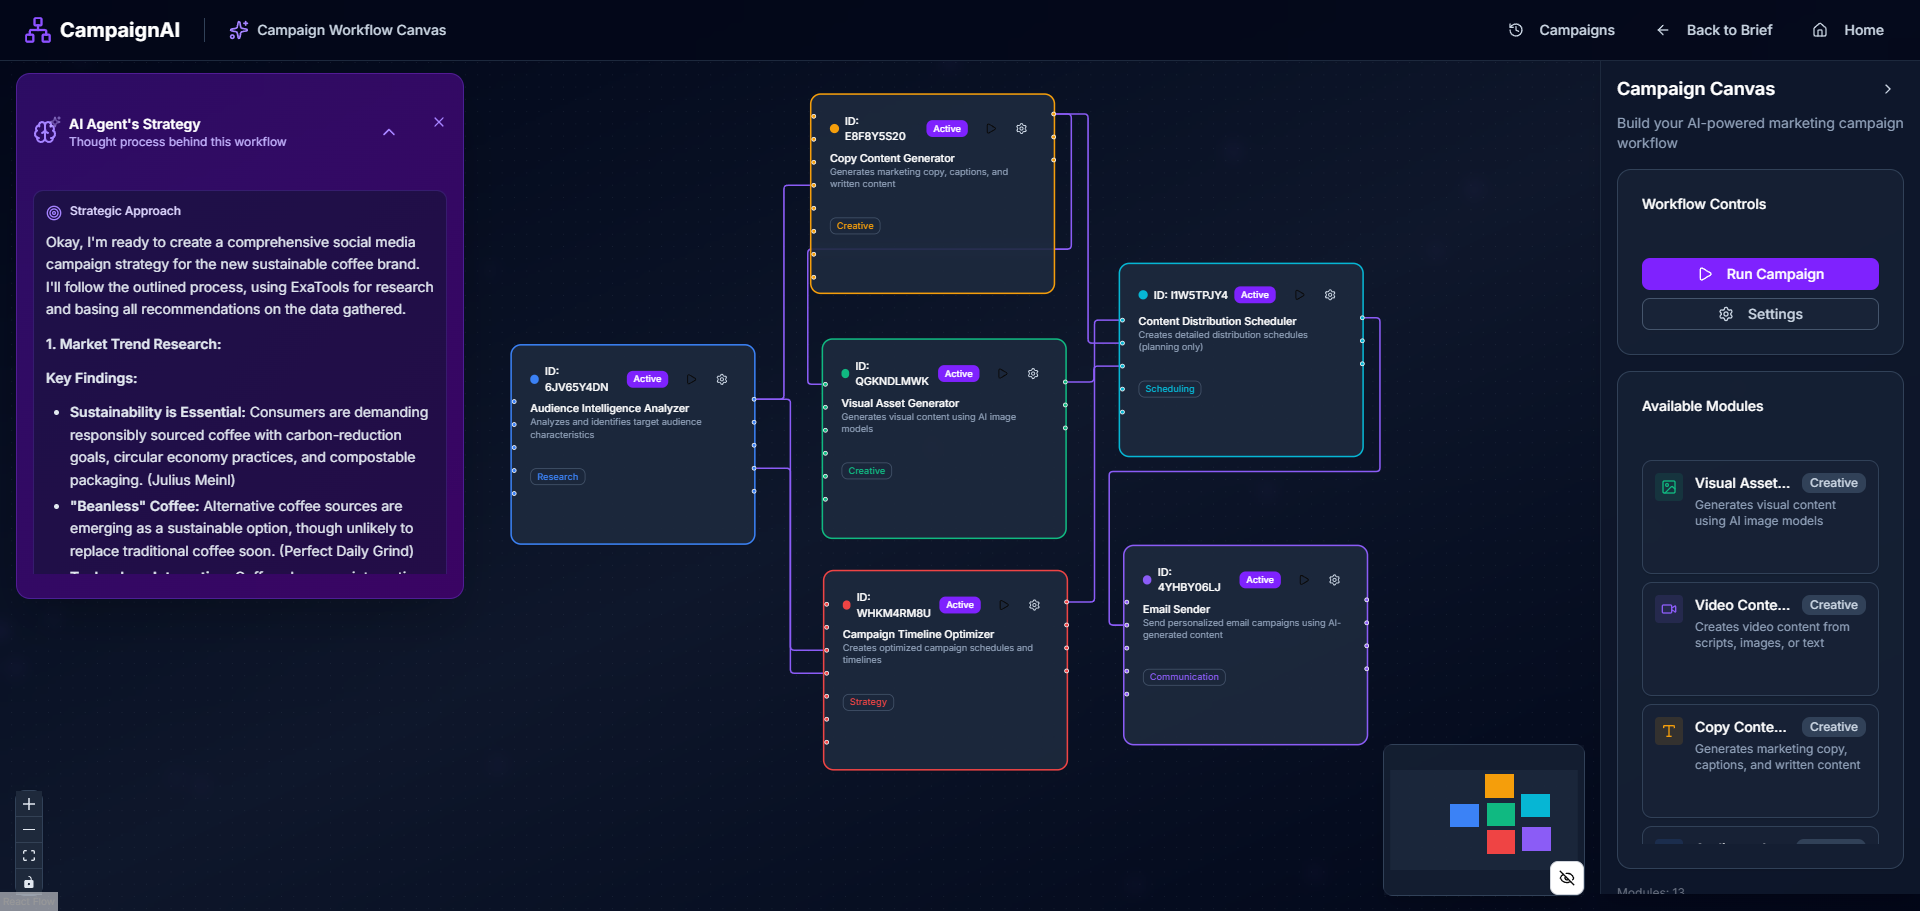 CampaignAI
Campaign Workflow Canvas
Campaigns
Back to Brief
Home
AI Agent's Strategy
Thought process behind this workflow
Strategic Approach
Okay, I'm ready to create a comprehensive social media
campaign strategy for the new sustainable coffee brand.
I'll follow the outlined process, using ExaTools for research
and basing all recommendations on the data gathered.
1. Market Trend Research:
Key Findings:
• Sustainability is Essential: Consumers are demanding
responsibly sourced coffee with carbon-reduction
goals, circular economy practices, and compostable
packaging. (Julius Meinl)
• "Beanless" Coffee: Alternative coffee sources are
emerging as a sustainable option, though unlikely to
replace traditional coffee soon. (Perfect Daily Grind)
ID:
6JV65Y4DN
Active
Audience Intelligence Analyzer
Analyzes and identifies target audience
characteristics
Research
ID:
E8F8Y5S20
Active
Copy Content Generator
Generates marketing copy, captions, and
written content
Creative
ID:
QGKNDLMWK
Active
Visual Asset Generator
Generates visual content using AI image
models
Creative
ID:
WHKM4RM8U
Active
Campaign Timeline Optimizer
Creates optimized campaign schedules and
timelines
Strategy
ID: I1W5TPJY4
Active
Content Distribution Scheduler
Creates detailed distribution schedules
(planning only)
Scheduling
ID:
4YHBY06LJ
Active
Email Sender
Send personalized email campaigns using AI-
generated content
Communication
Campaign Canvas
Build your AI-powered marketing campaign
workflow
Workflow Controls
Run Campaign
Settings
Available Modules
Visual Asset...
Creative
Generates visual content
using AI image models
Video Conte...
Creative
Creates video content from
scripts, images, or text
Copy Conte...
Creative
Generates marketing copy,
captions, and written content
Modules: 13
React Flow